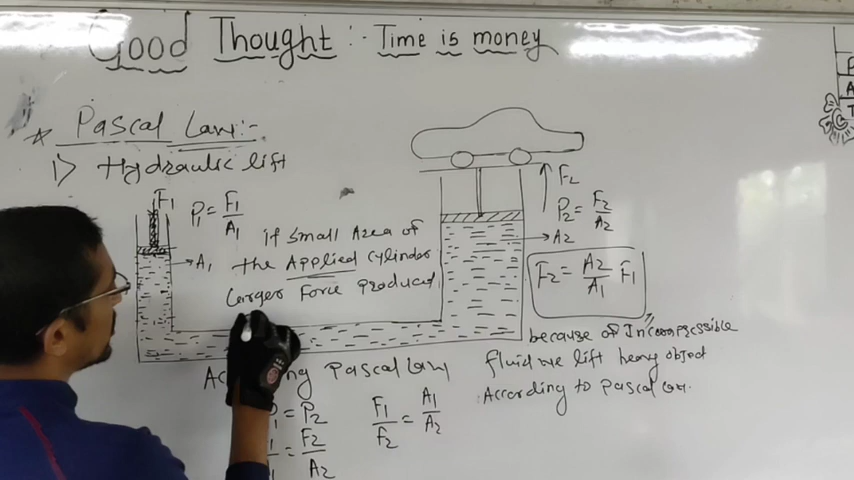 Good Thought :- Time is money
* Pascal Law:-
1) Hydraulic lift
F1
P1 = F1/A1
→A1
if Small Area of
the Applied Cylinder
Larger Force Produced
F2
P2 = F2/A2
→A2
F2 = A2/A1 F1
because of Incompressible
fluid we lift heavy object
According to Pascal Law.
Pascal Law
= P2
= F2/A2
F1/F2 = A1/A2
P
A
T